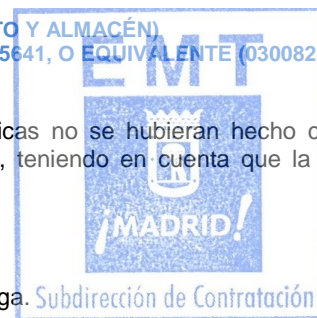 TO Y ALMACÉN)
5641, O EQUIVALENTE (030082
EMT
icas no se hubieran hecho c
, teniendo en cuenta que la
¡MADRID!
ga. Subdirección de Contratación